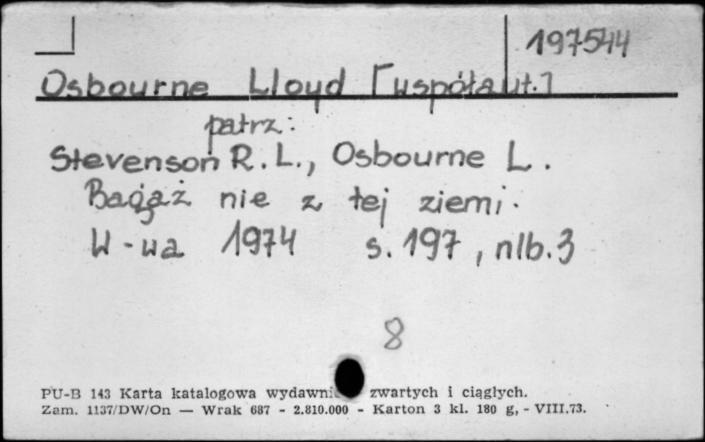 197544
Osbourne Lloyd [współaut.]
patrz:
Stevenson R. L., Osbourne L.
Bagaż nie z tej ziemi.
W-wa 1974 s. 197, nlb. 3
8
PU-B 143 Karta katalogowa wydawni zwartych i ciągłych.
Zam. 1137/DW/On — Wrak 687 - 2.810.000 - Karton 3 kl. 180 g, - VIII.73.